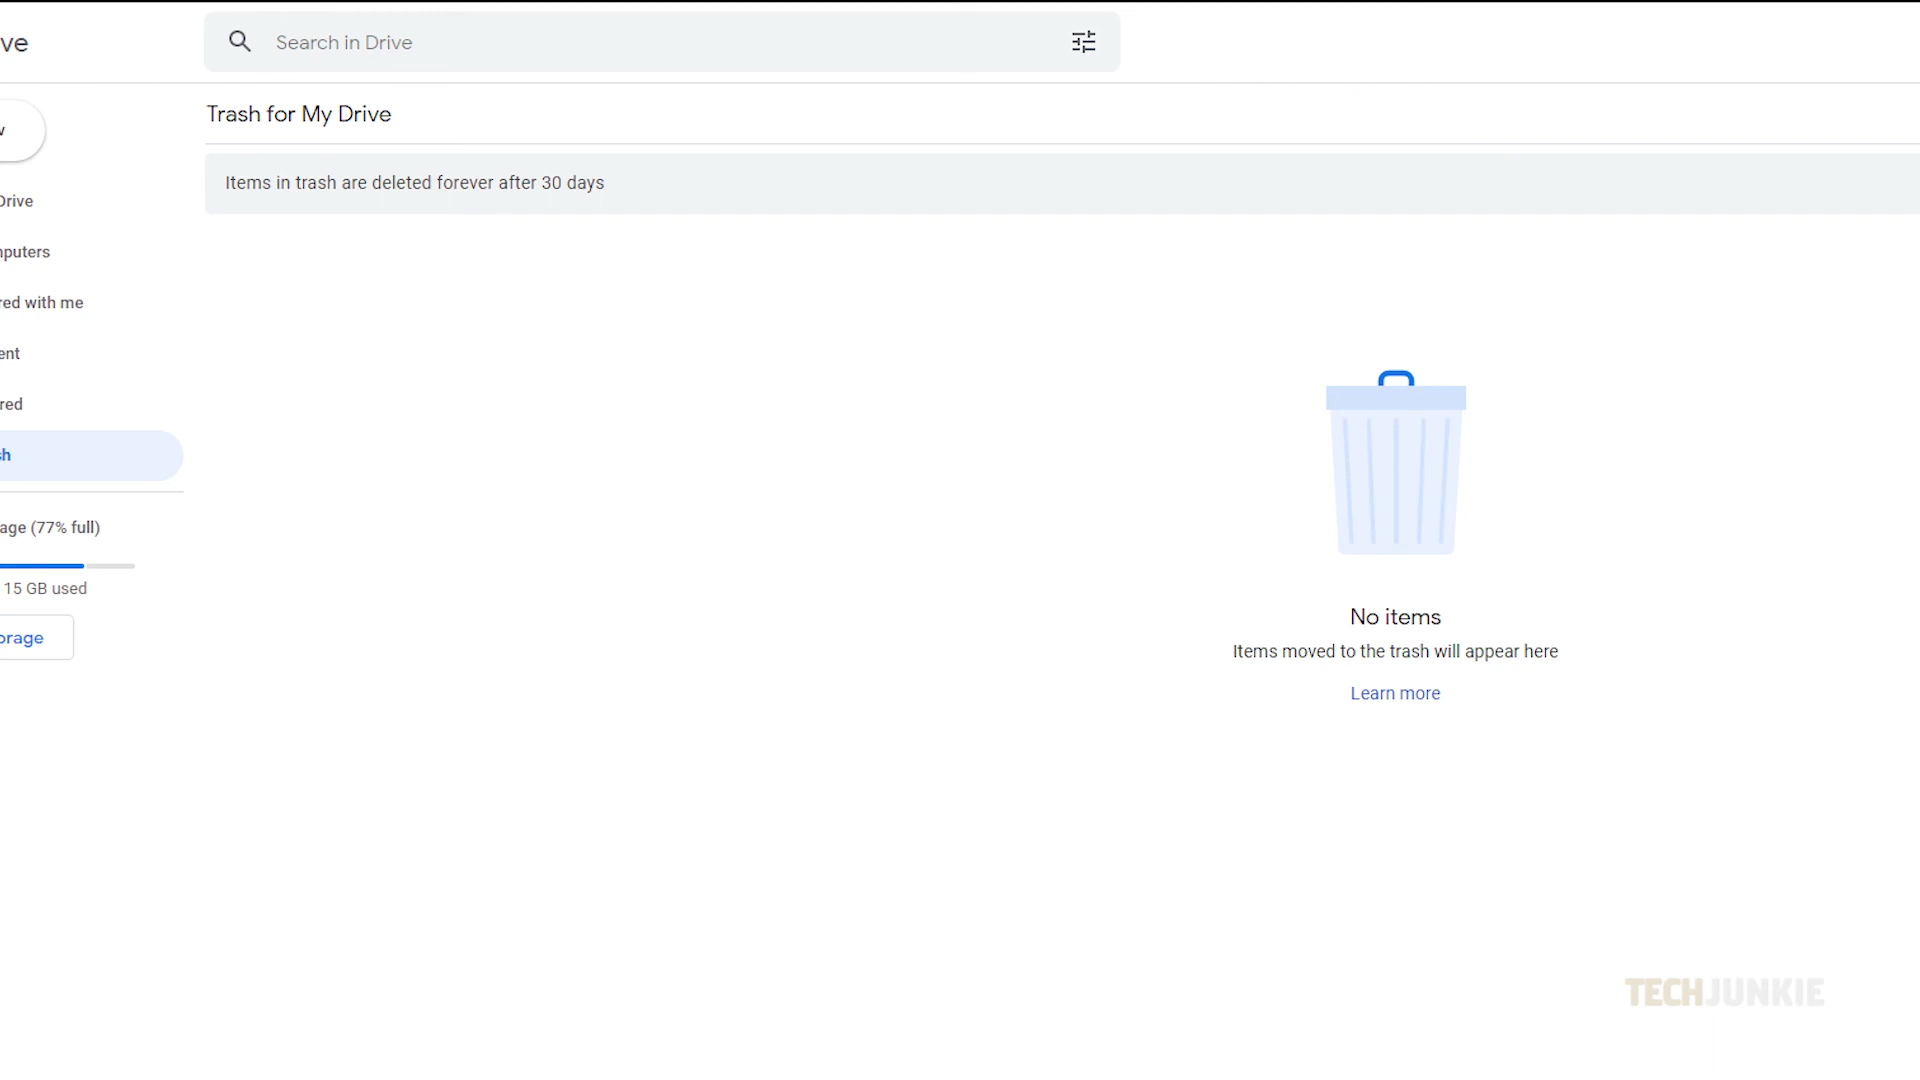 ve
Search in Drive
Trash for My Drive
Items in trash are deleted forever after 30 days
Drive
mputers
red with me
ent
red
sh
age (77% full)
15 GB used
orage
No items
Items moved to the trash will appear here
Learn more
TECHJUNKIE